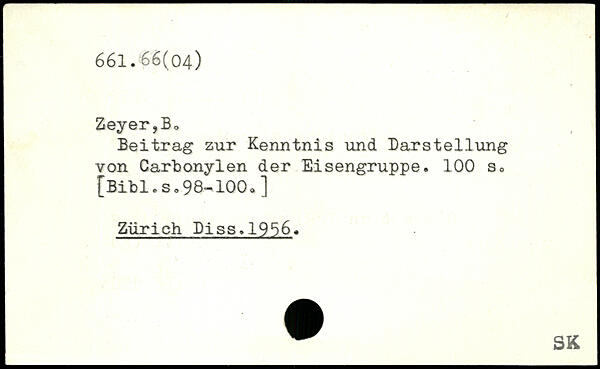 661.66(04)
Zeyer,B.
Beitrag zur Kenntnis und Darstellung
von Carbonylen der Eisengruppe. 100 s.
[Bibl.s.98-100.]
Zürich Diss.1956.
SK